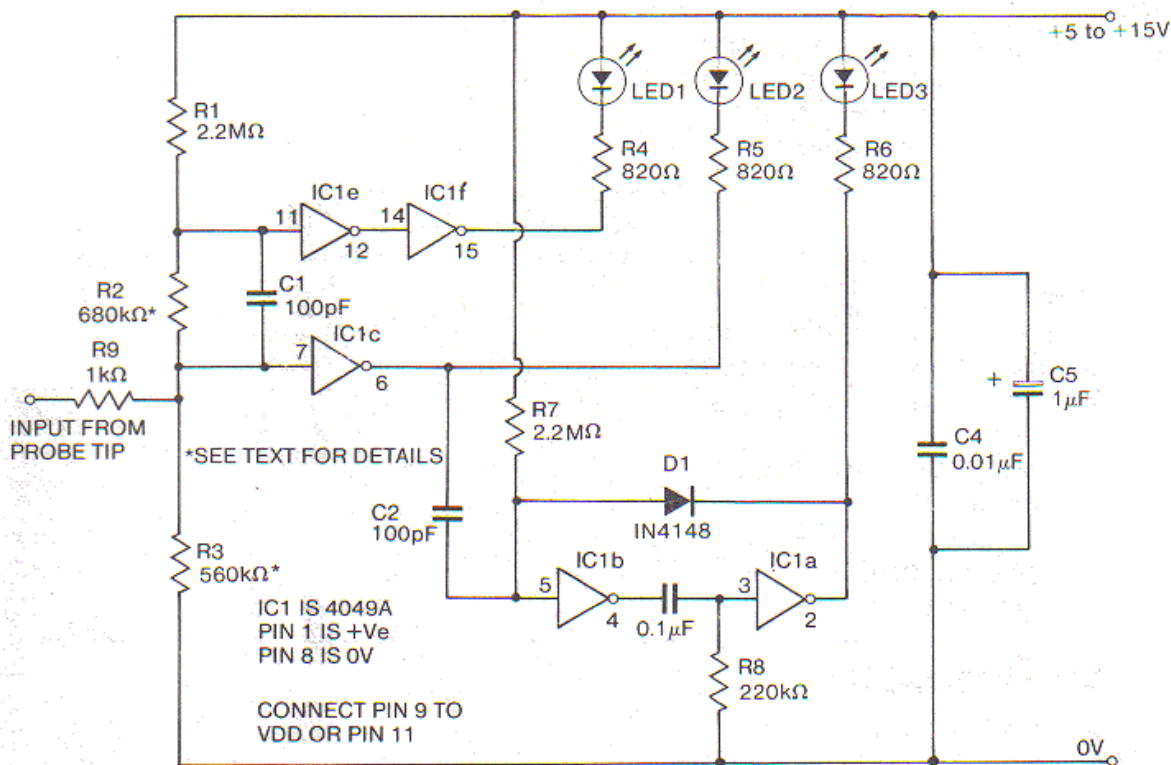 +5 to +15V
LED1
LED2
LED3
R1
2.2MΩ
R4
820Ω
R5
820Ω
R6
820Ω
IC1e
IC1f
11
12
14
15
R2
680kΩ*
C1
100pF
IC1c
7
6
R9
1kΩ
INPUT FROM
PROBE TIP
*SEE TEXT FOR DETAILS
R7
2.2MΩ
+
C5
1μF
C4
0.01μF
D1
IN4148
C2
100pF
R3
560kΩ*
IC1b
5
4
0.1μF
IC1a
3
2
IC1 IS 4049A
PIN 1 IS +Ve
PIN 8 IS 0V
R8
220kΩ
CONNECT PIN 9 TO
VDD OR PIN 11
0V